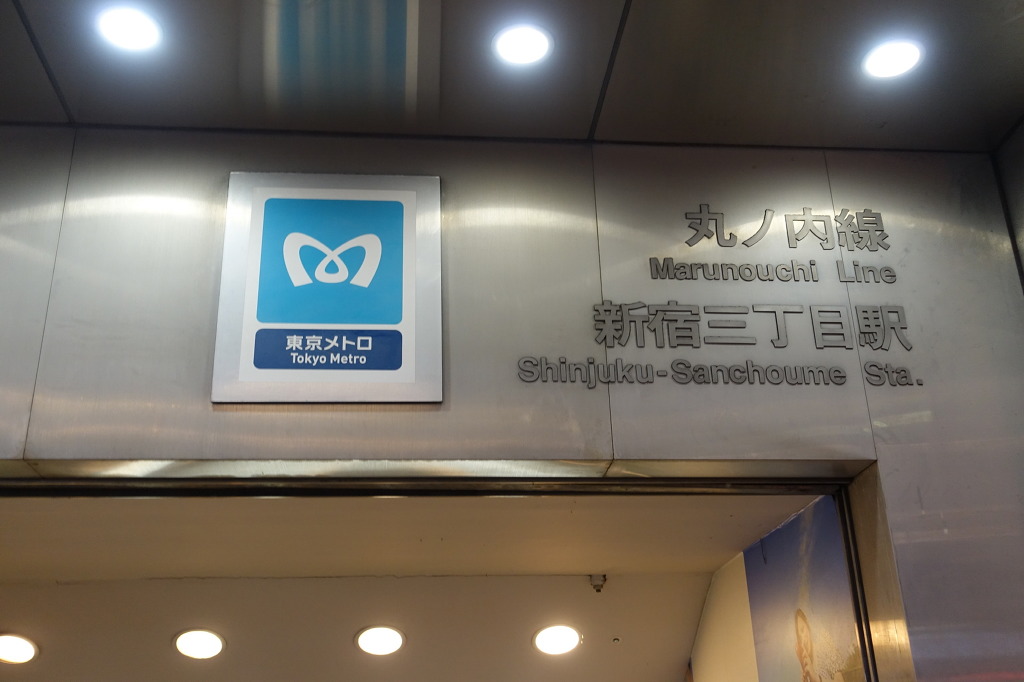 東京メトロ
Tokyo Metro
丸ノ内線
Marunouchi Line
新宿三丁目駅
Shinjuku-Sanchoume Sta.